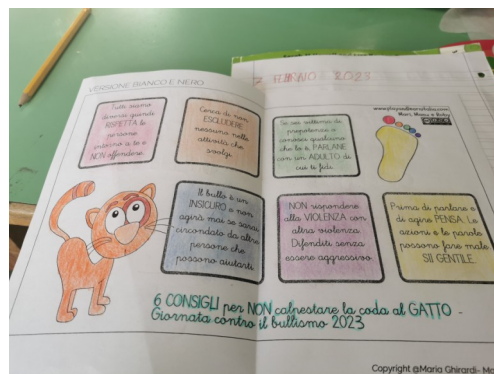 VERSIONE BIANCO E NERO
7 FEBBRAIO 2023
www.playandlearnitalia.com
Mari, Marco e Baby
Tutti siamo
diversi quindi
RISPETTA le
persone
intorno a te e
NON offendere.
Cerca di non
ESCLUDERE
nessuno nelle
attività che
svolgi.
Se sei vittima di
prepotenze o
conosci qualcuno
che lo è, PARLANE
con un ADULTO di
cui ti fidi.
Il bullo è un
INSICURO e non
agirà mai se sarai
circondato da altre
persone che
possono aiutarti.
NON rispondere
alla VIOLENZA con
altra violenza.
Difenditi senza
essere aggressivo.
Prima di parlare e
di agire PENSA. Le
azioni e le parole
possono fare male.
SII GENTILE.
6 CONSIGLI per NON calpestare la coda al GATTO -
Giornata contro il bullismo 2023
Copyright @Maria Ghirardi- Ma